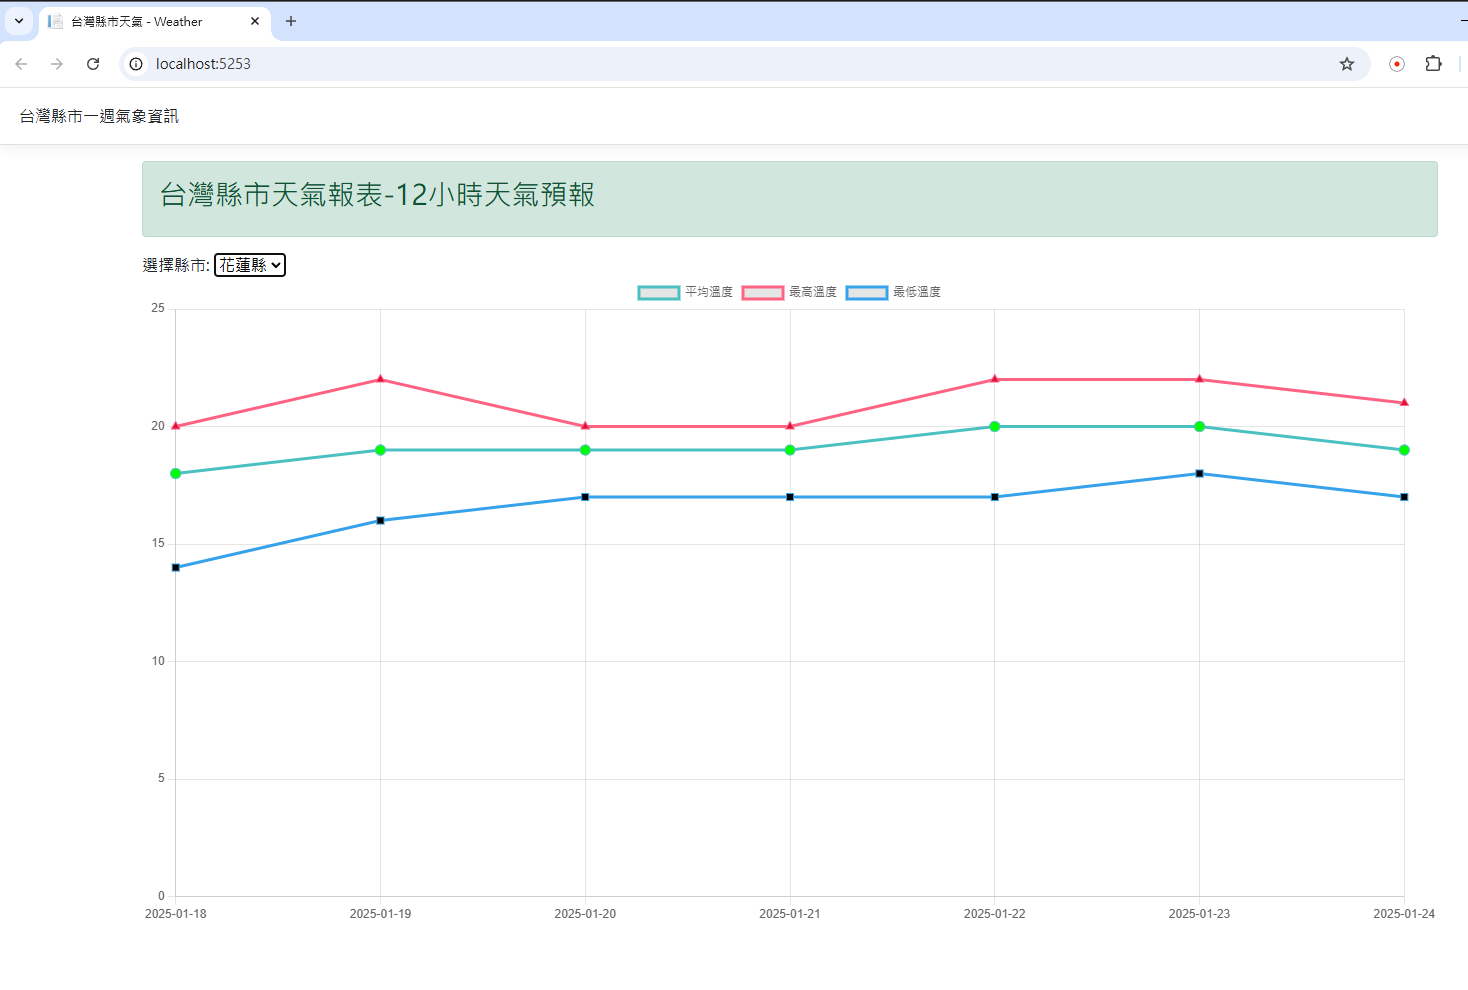 台灣縣市天氣 - Weather
localhost:5253
台灣縣市一週氣象資訊
台灣縣市天氣報表-12小時天氣預報
選擇縣市: 花蓮縣
平均溫度 最高溫度 最低溫度
25
20
15
10
5
0
2025-01-18 2025-01-19 2025-01-20 2025-01-21 2025-01-22 2025-01-23 2025-01-24